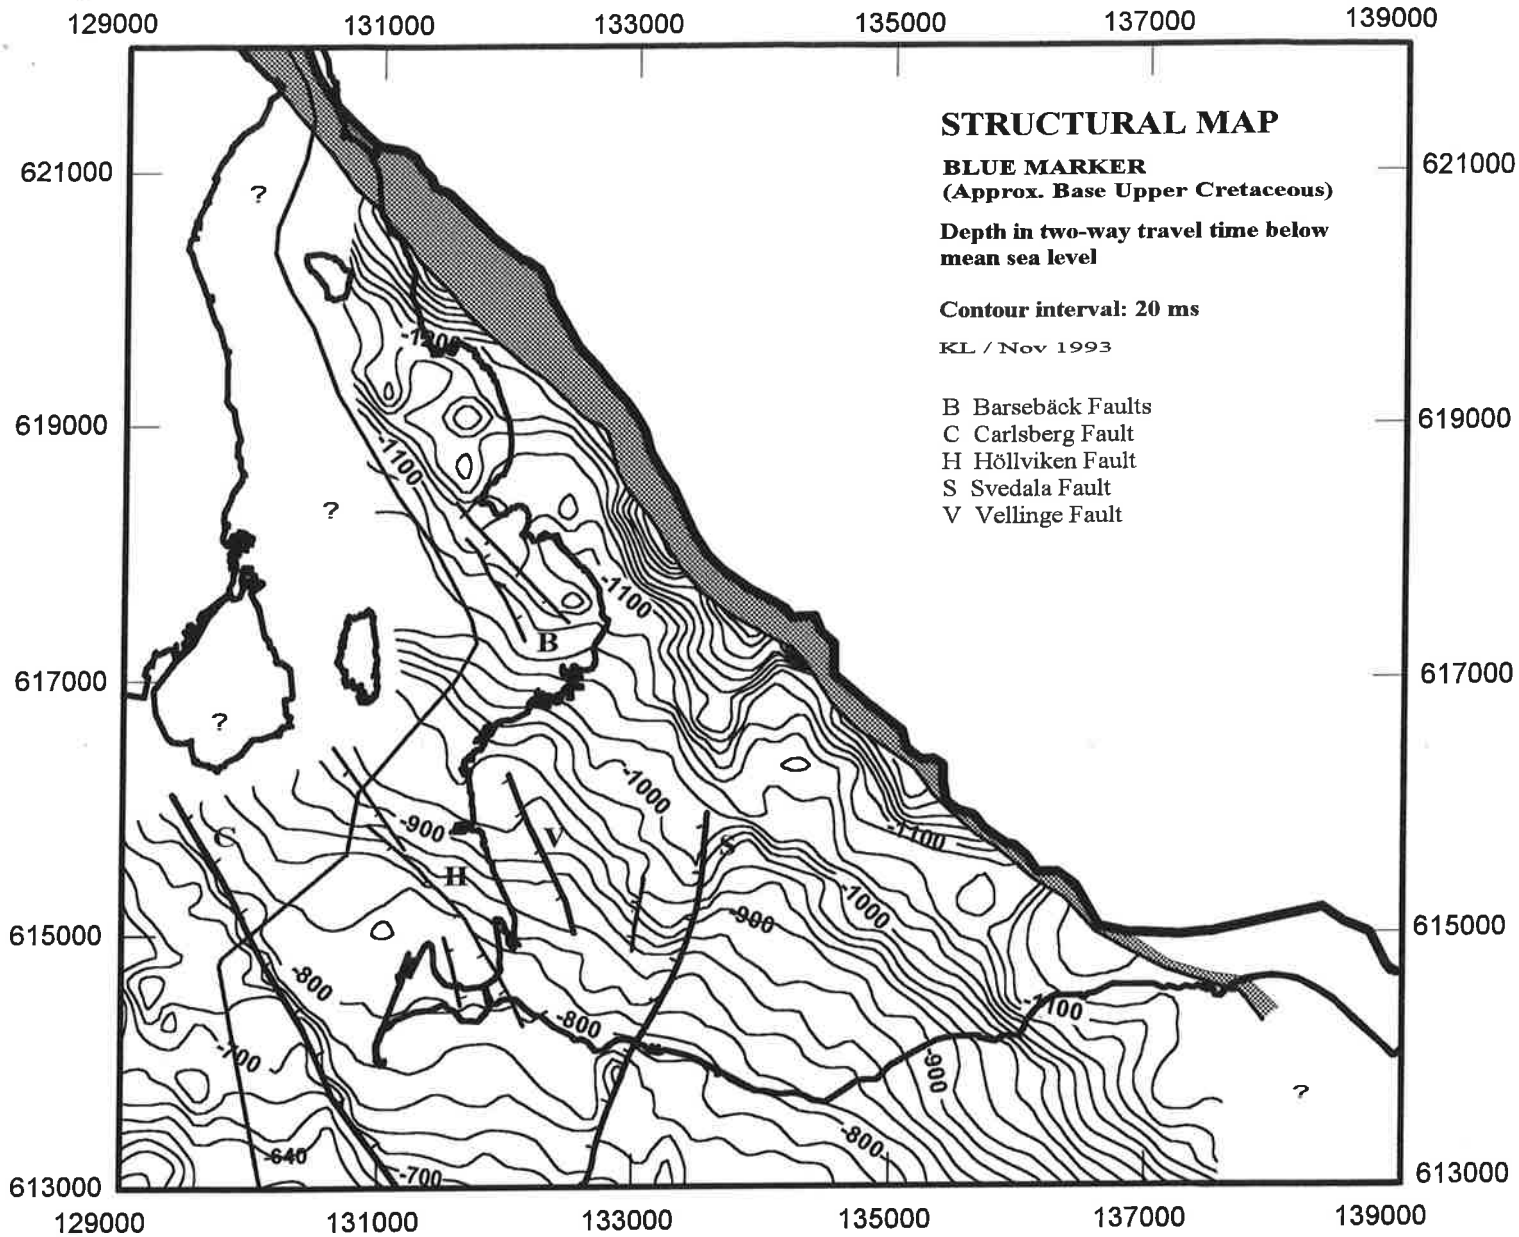 129000 131000 133000 135000 137000 139000
STRUCTURAL MAP
BLUE MARKER
(Approx. Base Upper Cretaceous)
Depth in two-way travel time below
mean sea level
Contour interval: 20 ms
KL / Nov 1993
B Barsebäck Faults
C Carlsberg Fault
H Höllviken Fault
S Svedala Fault
V Vellinge Fault
621000 621000
?
-1200
619000 619000
-1100
?
-1100
B
617000 617000
?
-1000
C
-900
V
S
-1100
H
-1000
-900
615000 615000
-800
-800
-1100
-700
-900
?
-800
-640
-700
613000 613000
129000 131000 133000 135000 137000 139000